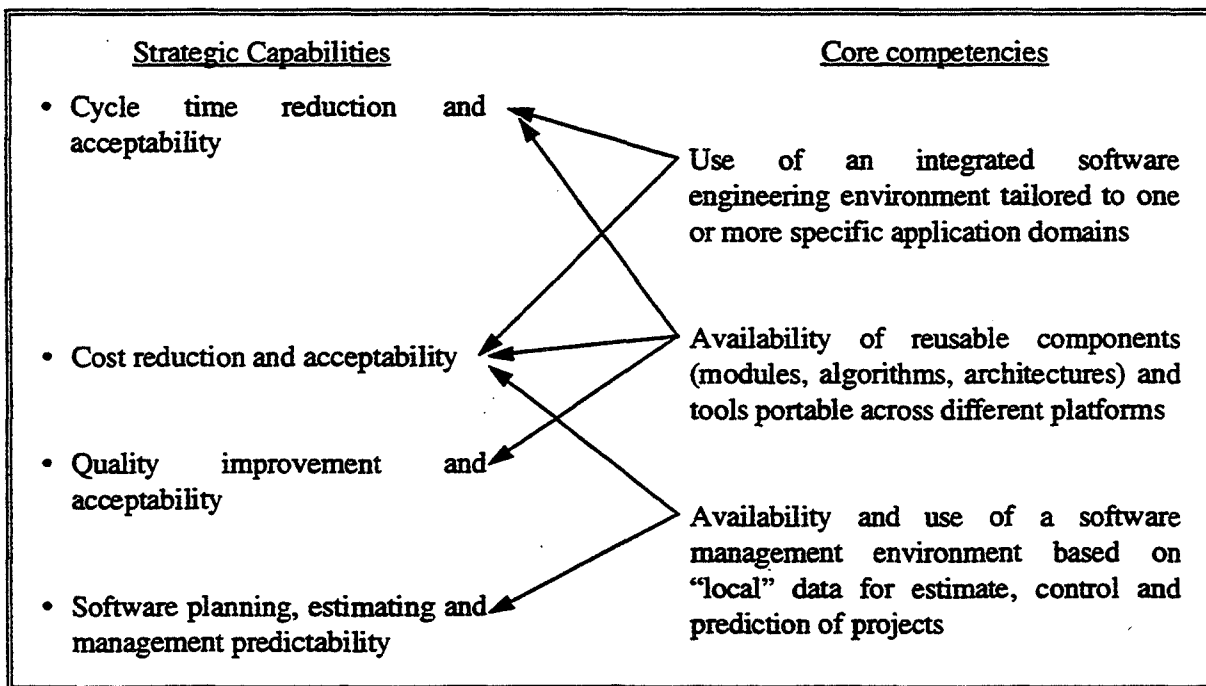 Strategic Capabilities
• Cycle time reduction and
acceptability
• Cost reduction and acceptability
• Quality improvement and
acceptability
• Software planning, estimating and
management predictability
Core competencies
Use of an integrated software
engineering environment tailored to one
or more specific application domains
Availability of reusable components
(modules, algorithms, architectures) and
tools portable across different platforms
Availability and use of a software
management environment based on
“local” data for estimate, control and
prediction of projects